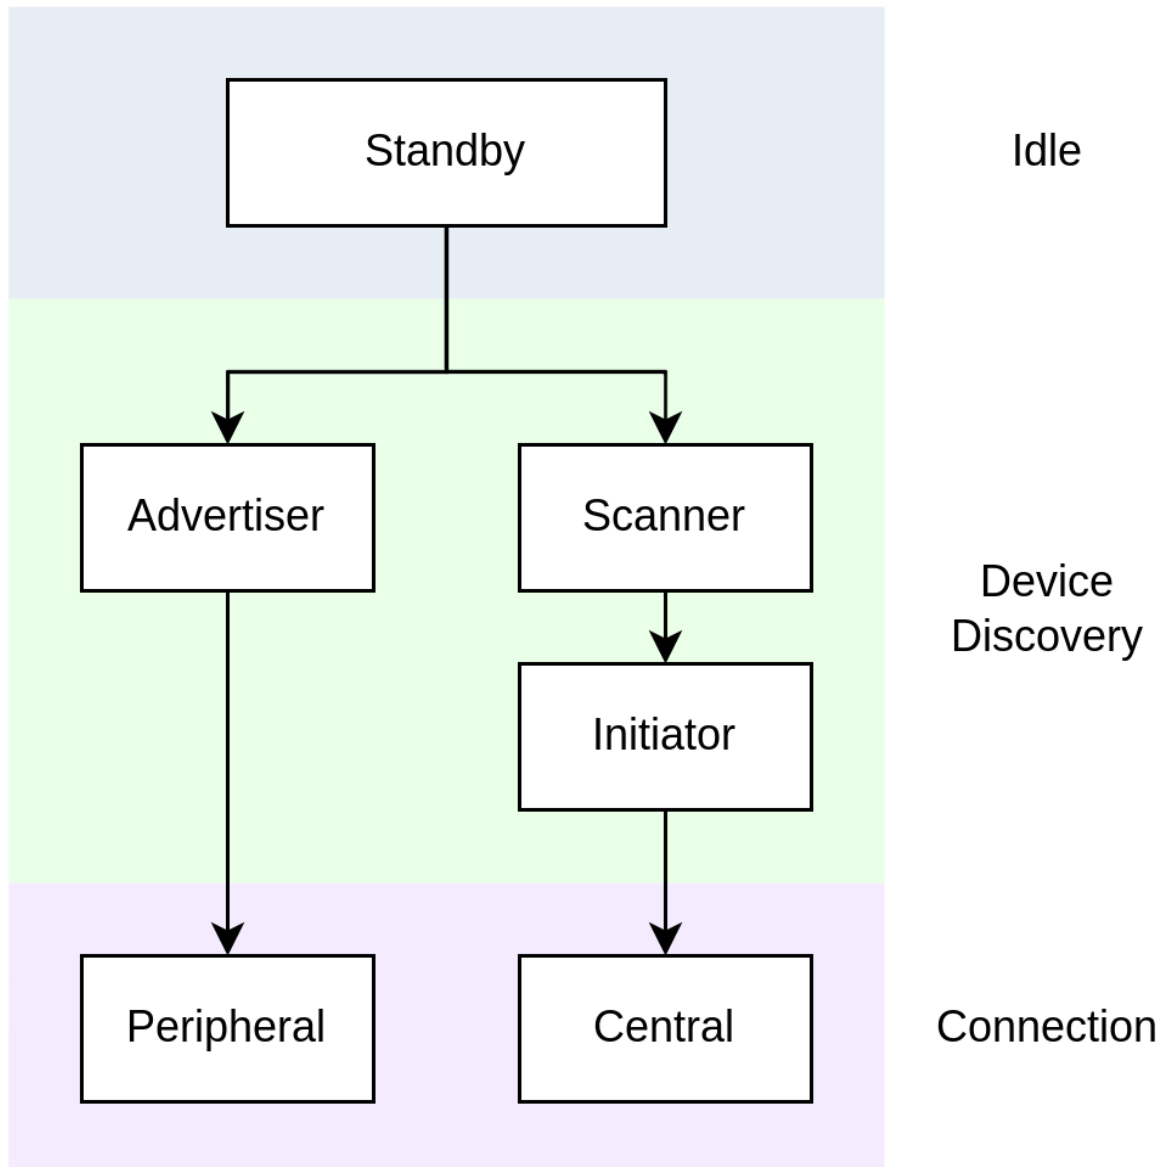 Standby
Idle
Advertiser
Scanner
Device
Discovery
Initiator
Peripheral
Central
Connection